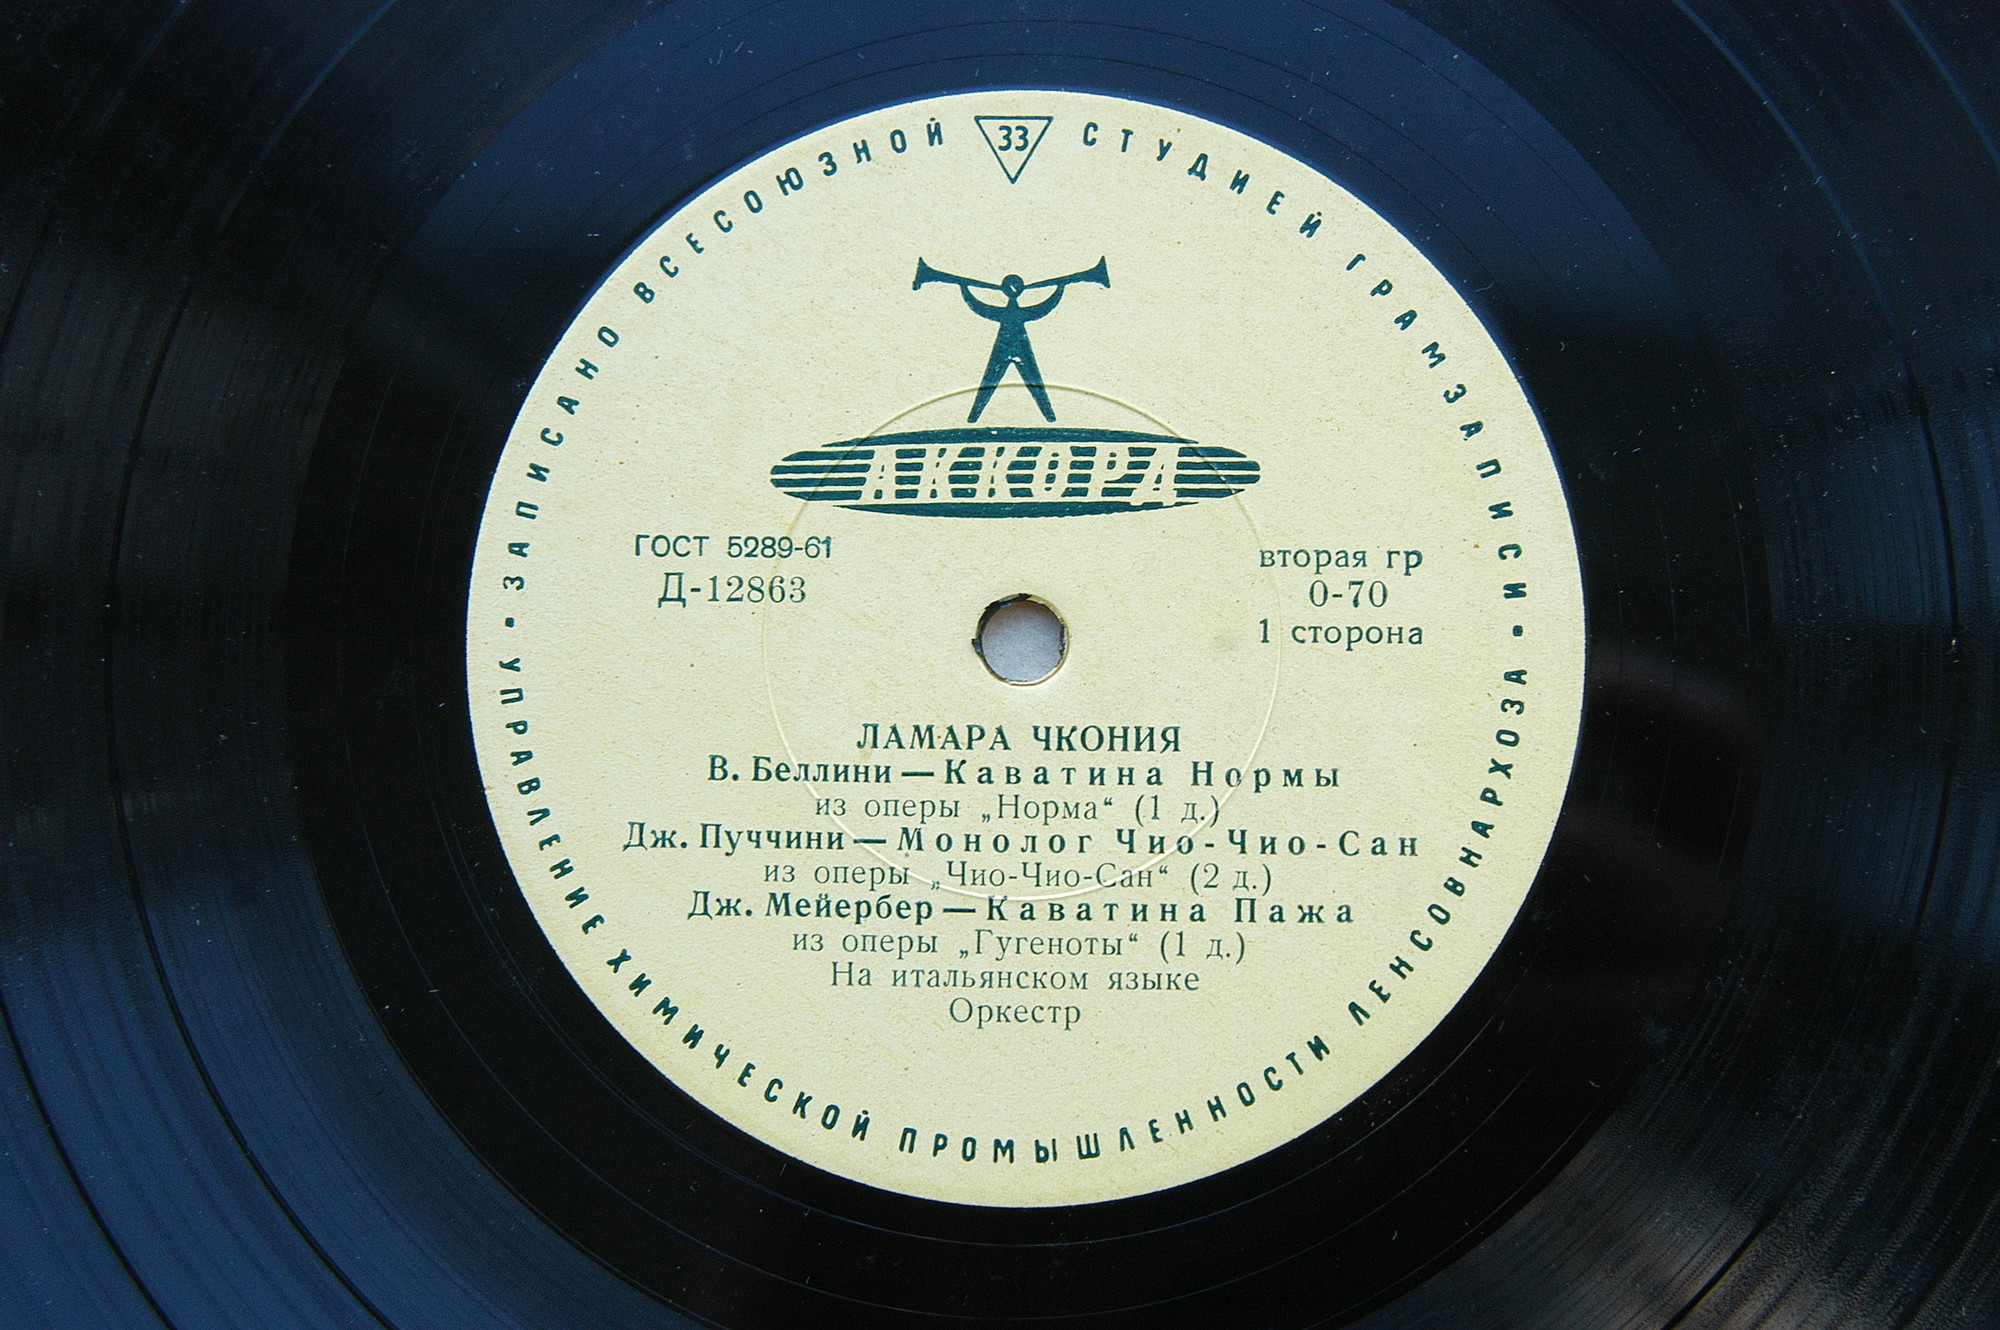 ЗАПИСАНО ВСЕСОЮЗНОЙ 33 СТУДИЕЙ ГРАМЗАПИСИ •
АККОРД
ГОСТ 5289-61
Д-12863
вторая гр
0-70
1 сторона
ЛАМАРА ЧКОНИЯ
В. Беллини — Каватина Нормы
из оперы „Норма“ (1 д.)
Дж. Пуччини — Монолог Чио-Чио-Сан
из оперы „Чио-Чио-Сан“ (2 д.)
Дж. Мейербер — Каватина Пажа
из оперы „Гугеноты“ (1 д.)
На итальянском языке
Оркестр
УПРАВЛЕНИЕ ХИМИЧЕСКОЙ ПРОМЫШЛЕННОСТИ ЛЕНСОВНАРХОЗА •